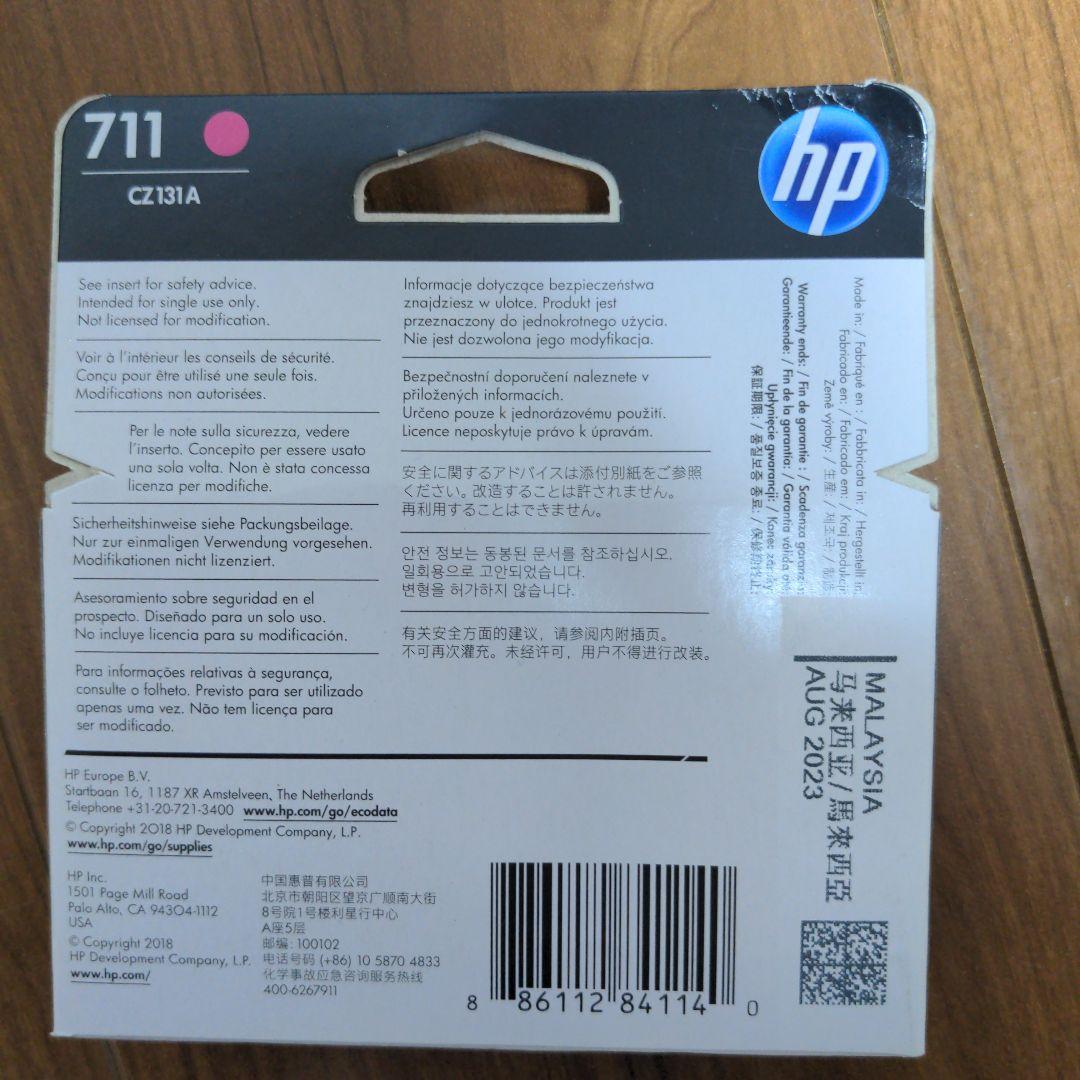 711
CZ131A
hp
See insert for safety advice.
Intended for single use only.
Not licensed for modification.
Voir à l'intérieur les conseils de sécurité.
Conçu pour être utilisé une seule fois.
Modifications non autorisées.
Per le note sulla sicurezza, vedere
l'inserto. Concepito per essere usato
una sola volta. Non è stata concessa
licenza per modifiche.
Sicherheitshinweise siehe Packungsbeilage.
Nur zur einmaligen Verwendung vorgesehen.
Modifikationen nicht lizenziert.
Asesoramiento sobre seguridad en el
prospecto. Diseñado para un solo uso.
No incluye licencia para su modificación.
Para informações relativas à segurança,
consulte o folheto. Previsto para ser utilizado
apenas uma vez. Não tem licença para
ser modificado.
Informacje dotyczące bezpieczeństwa
znajdziesz w ulotce. Produkt jest
przeznaczony do jednokrotnego użycia.
Nie jest dozwolona jego modyfikacja.
Bezpečnostní doporučení naleznete v
přiložených informacích.
Určeno pouze k jednorázovému použití.
Licence neposkytuje právo k úpravám.
安全に関するアドバイスは添付別紙をご参照
ください。改造することは許されません。
再利用することはできません。
안전 정보는 동봉된 문서를 참조하십시오.
일회용으로 고안되었습니다.
변형을 허가하지 않습니다.
有关安全方面的建议，请参阅内附插页。
不可再次灌充。未经许可，用户不得进行改装。
Made in: / Fabriqué en : / Fabbricato in: / Hergestellt in:
Fabricado en: / Fabricado em: / Kraj produkcji:
Země výroby: / 生産: / 제조국: / 制造
Warranty ends: / Fin de garantie : / Scadenza garanzia:
Garantieende: / Fin de la garantía: / Garantia válida até:
Upłynięcie gwarancji: / Konec záruky:
保証期限: / 품질보증 종료: / 保修期终止:
MALAYSIA
马来西亚/馬來西亞
AUG 2023
HP Europe B.V.
Startbaan 16, 1187 XR Amstelveen, The Netherlands
Telephone +31-20-721-3400 www.hp.com/go/ecodata
© Copyright 2018 HP Development Company, L.P.
www.hp.com/go/supplies
HP Inc.
1501 Page Mill Road
Palo Alto, CA 94304-1112
USA
© Copyright 2018
HP Development Company, L.P.
www.hp.com/
中国惠普有限公司
北京市朝阳区望京广顺南大街
8号院1号楼利星行中心
A座5层
邮编: 100102
电话号码 (+86) 10 5870 4833
化学事故应急咨询服务热线
400-6267911
8 86112 84114 0